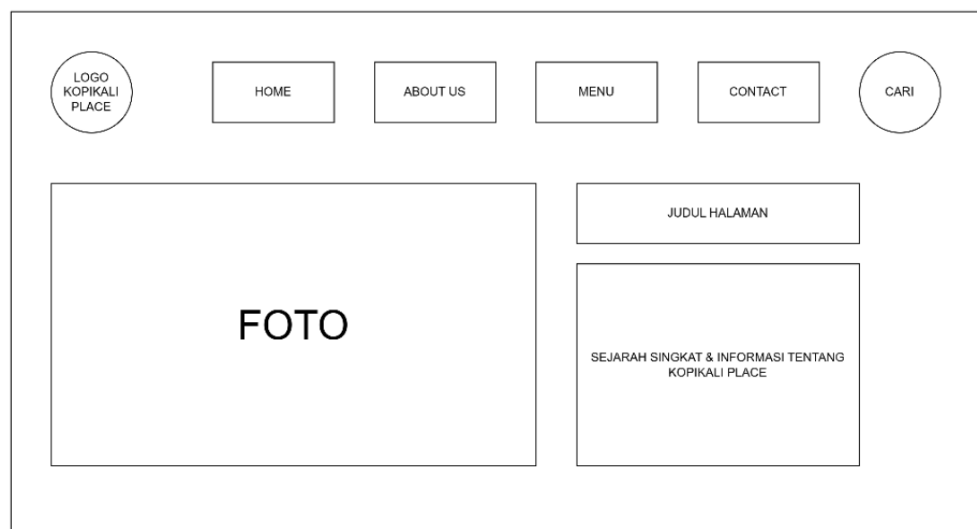 LOGO
KOPIKALI
PLACE
HOME
ABOUT US
MENU
CONTACT
CARI
FOTO
JUDUL HALAMAN
SEJARAH SINGKAT & INFORMASI TENTANG
KOPIKALI PLACE